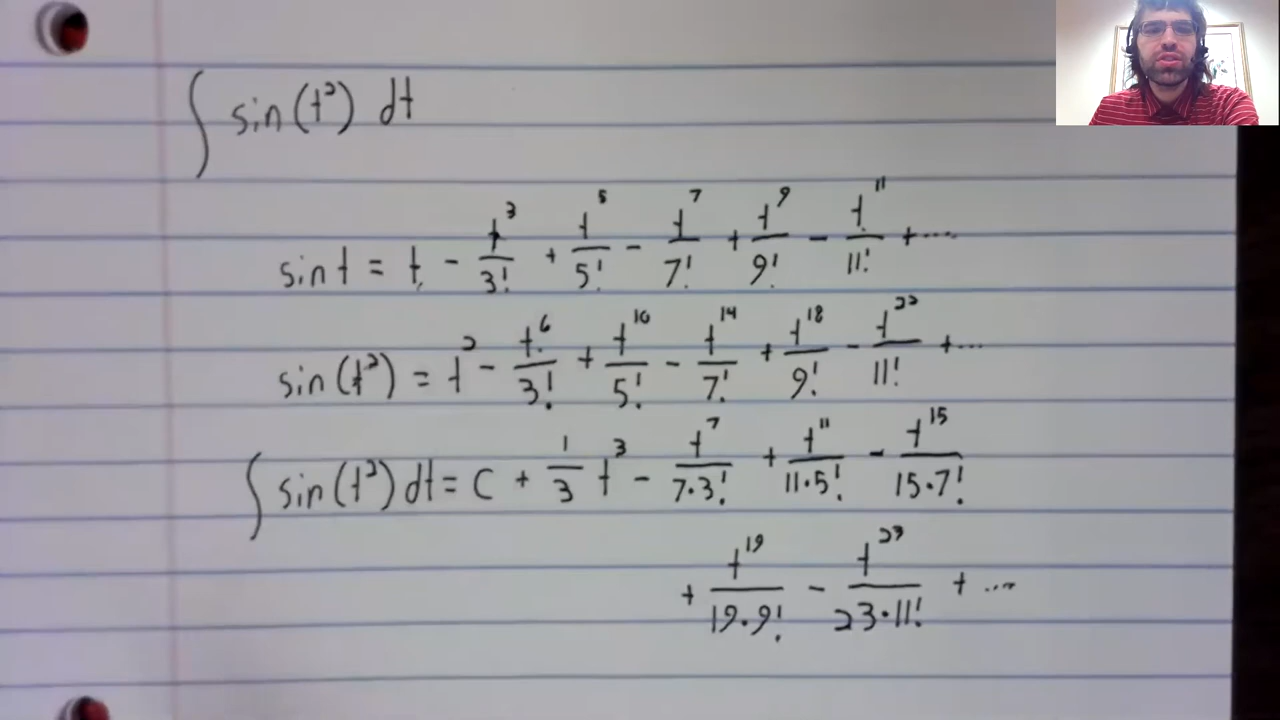 ∫ sin(t²) dt
sin t = t - t³/3! + t⁵/5! - t⁷/7! + t⁹/9! - t¹¹/11! + ...
sin(t²) = t² - t⁶/3! + t¹⁰/5! - t¹⁴/7! + t¹⁸/9! - t²²/11! + ...
∫ sin(t²) dt = C + 1/3 t³ - t⁷/7·3! + t¹¹/11·5! - t¹⁵/15·7!
+ t¹⁹/19·9! - t²³/23·11! + ...